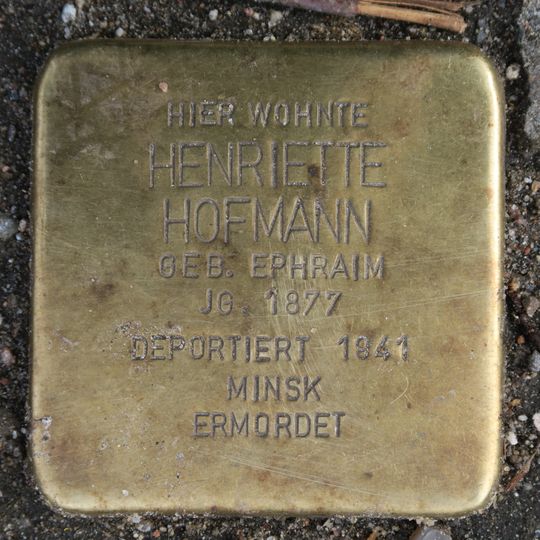 HIER WOHNTE
HENRIETTE
HOFMANN
GEB. EPHRAIM
JG. 1877
DEPORTIERT 1941
MINSK
ERMORDET